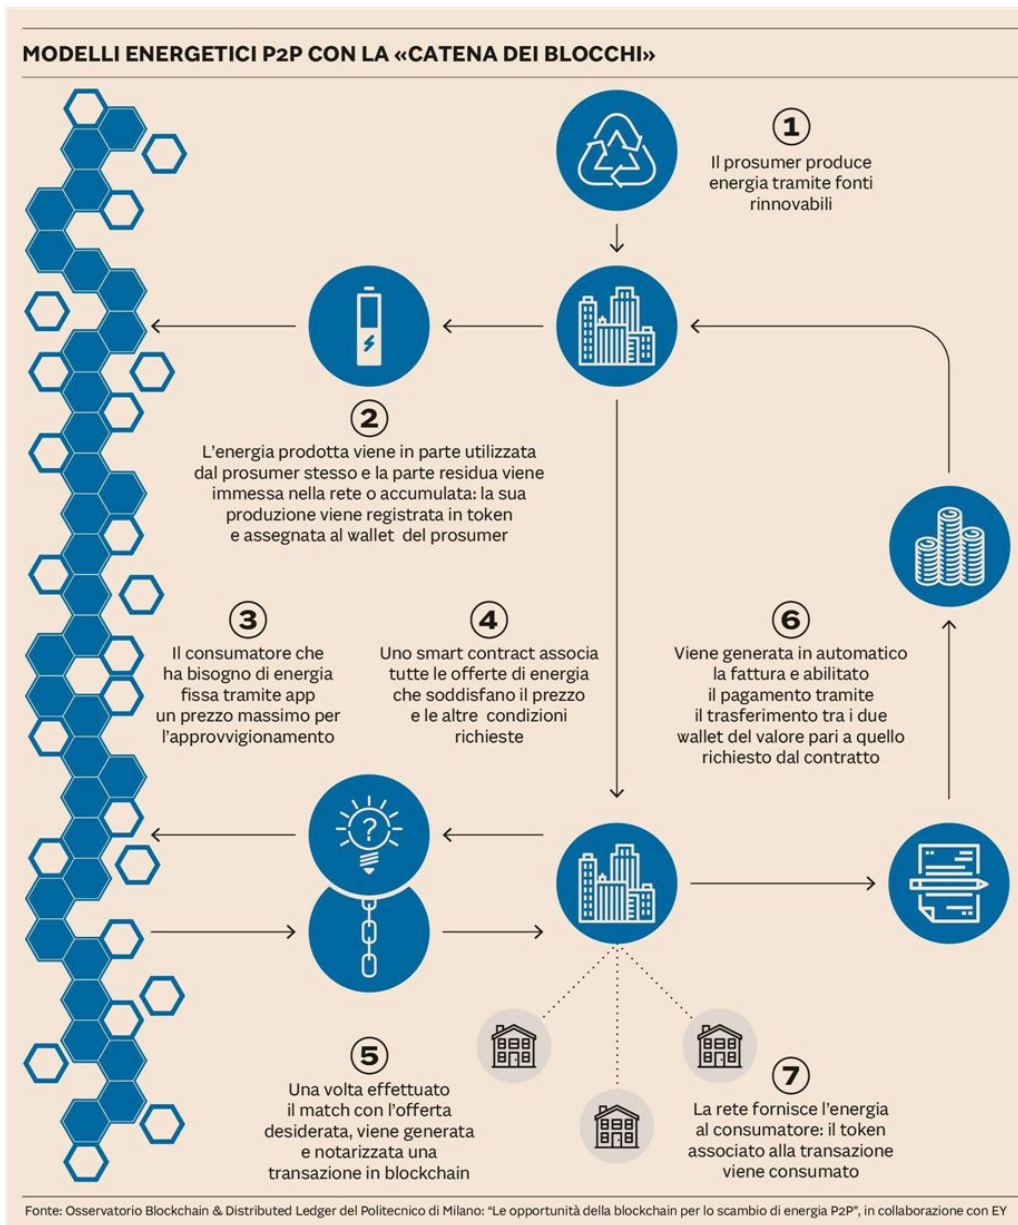 MODELLI ENERGETICI P2P CON LA «CATENA DEI BLOCCHI»
1
Il prosumer produce
energia tramite fonti
rinnovabili
2
L'energia prodotta viene in parte utilizzata
dal prosumer stesso e la parte residua viene
immessa nella rete o accumulata: la sua
produzione viene registrata in token
e assegnata al wallet del prosumer
3
Il consumatore che
ha bisogno di energia
fissa tramite app
un prezzo massimo per
l'approvvigionamento
4
Uno smart contract associa
tutte le offerte di energia
che soddisfano il prezzo
e le altre condizioni
richieste
6
Viene generata in automatico
la fattura e abilitato
il pagamento tramite
il trasferimento tra i due
wallet del valore pari a quello
richiesto dal contratto
?
5
Una volta effettuato
il match con l'offerta
desiderata, viene generata
e notarizzata una
transazione in blockchain
7
La rete fornisce l'energia
al consumatore: il token
associato alla transazione
viene consumato
Fonte: Osservatorio Blockchain & Distributed Ledger del Politecnico di Milano: "Le opportunità della blockchain per lo scambio di energia P2P", in collaborazione con EY